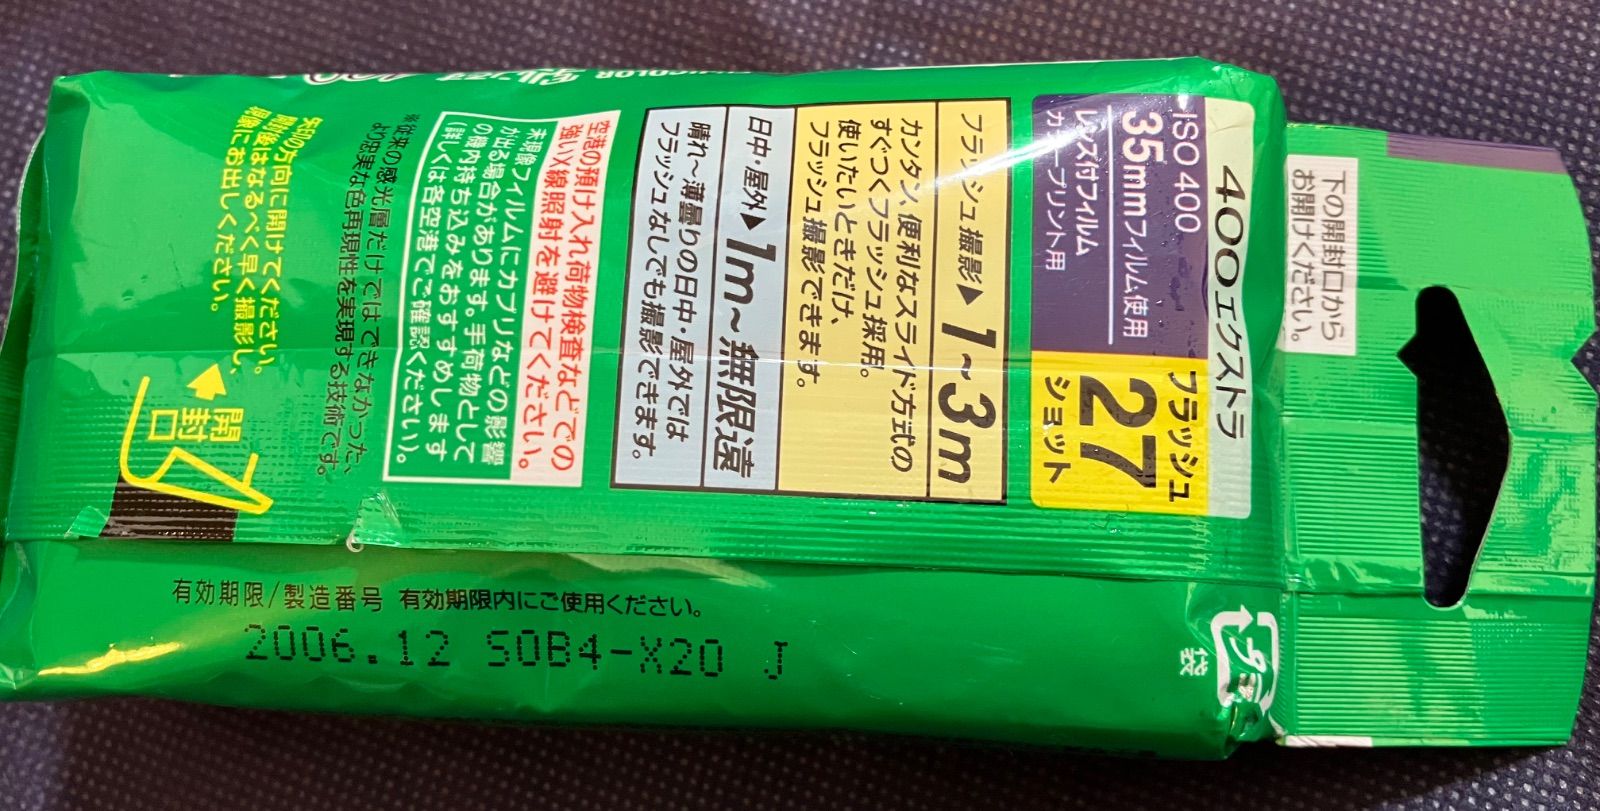 400エクストラ
ISO 400
35mmフィルム使用
レンズ付フィルム
カラープリント用
フラッシュ
27
ショット
フラッシュ撮影▶1~3m
カンタン、便利なスライド方式の
すぐつくフラッシュ採用。
使いたいときだけ、
フラッシュ撮影できます。
日中・屋外▶1m~無限遠
晴れ~薄曇りの日中・屋外では
フラッシュなしでも撮影できます。
空港の預け入れ荷物検査などでの
強いX線照射を避けてください。
未現像フィルムにカブリなどの影響
が出る場合があります。手荷物として
の機内持ち込みをおすすめします
(詳しくは各空港でご確認ください)。
※従来の感光層だけではできなかった、
より忠実な色再現性を実現する技術です。
矢印の方向に開けてください。
開封後はなるべく早く撮影し、
現像にお出しください。
開封口
下の開封口から
お開けください。
有効期限/製造番号 有効期限内にご使用ください。
2006.12 S0B4-X20 J
プラ
袋